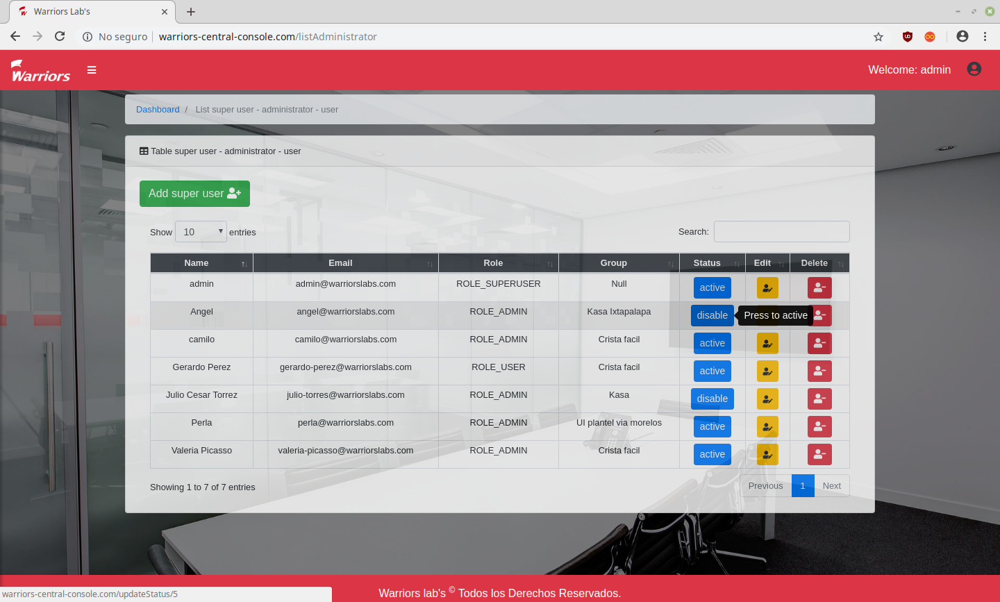 Warriors Lab's
No seguro
warriors-central-console.com/listAdministrator
UD
Warriors
Welcome: admin
Dashboard / List super user - administrator - user
Table super user - administrator - user
Add super user
Show 10 entries
Search:
Name Email Role Group Status Edit Delete
admin admin@warriorslabs.com ROLE_SUPERUSER Null active
Angel angel@warriorslabs.com ROLE_ADMIN Kasa Ixtapalapa disable Press to active
camilo camilo@warriorslabs.com ROLE_ADMIN Crista facil active
Gerardo Perez gerardo-perez@warriorslabs.com ROLE_USER Crista facil active
Julio Cesar Torrez julio-torres@warriorslabs.com ROLE_ADMIN Kasa disable
Perla perla@warriorslabs.com ROLE_ADMIN UI plantel via morelos active
Valeria Picasso valeria-picasso@warriorslabs.com ROLE_ADMIN Crista facil active
Showing 1 to 7 of 7 entries
Previous 1 Next
warriors-central-console.com/updateStatus/5
Warriors lab's © Todos los Derechos Reservados.